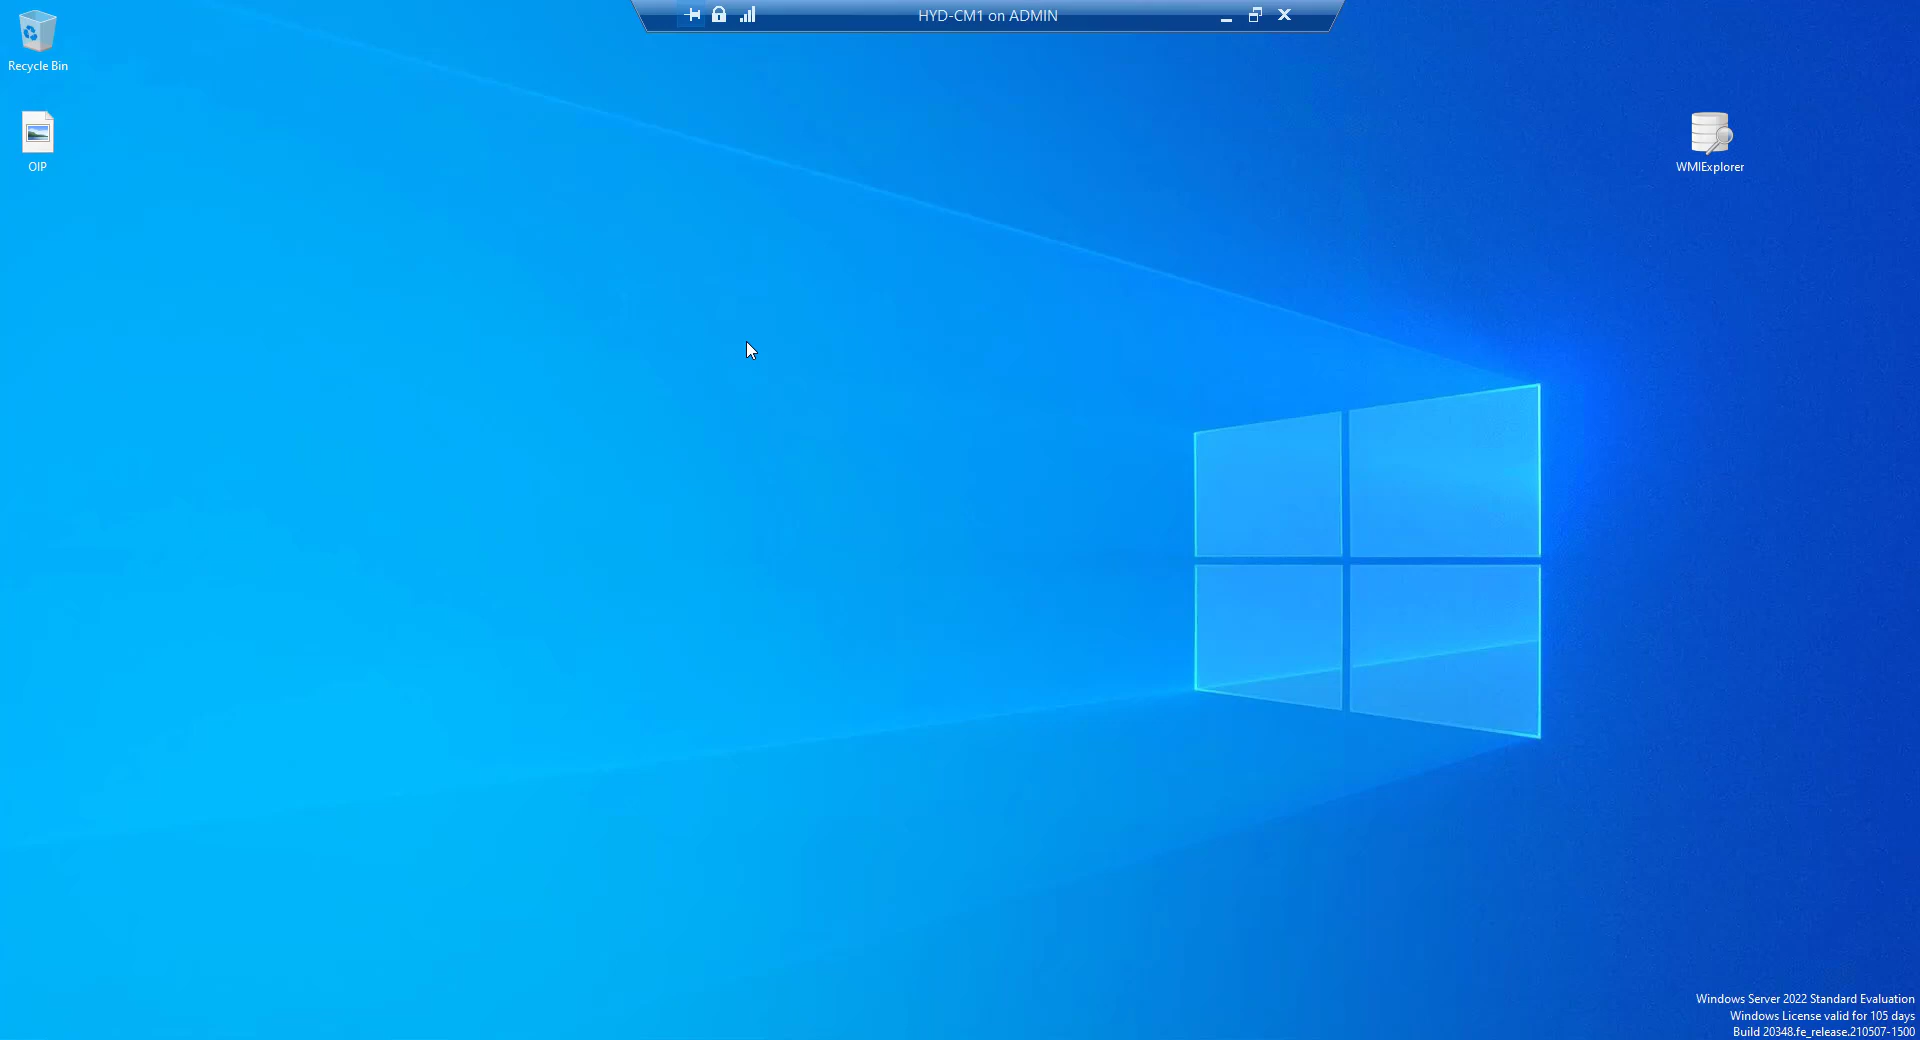 HYD-CM1 on ADMIN
Recycle Bin
OIP
WMIExplorer
Windows Server 2022 Standard Evaluation
Windows License valid for 105 days
Build 20348.fe_release.210507-1500